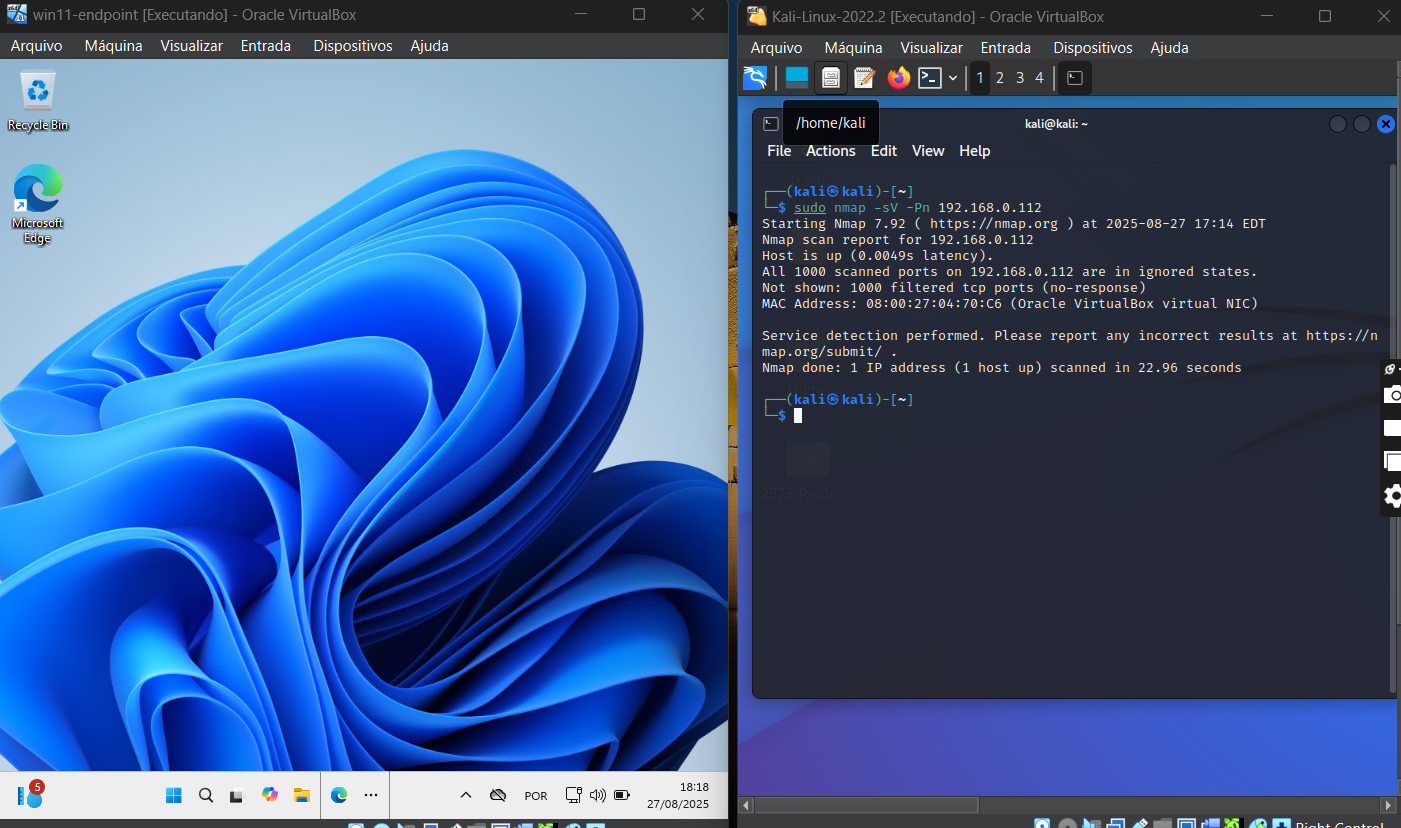 win11-endpoint [Executando] - Oracle VirtualBox
Arquivo Máquina Visualizar Entrada Dispositivos Ajuda
Recycle Bin
Microsoft
Edge
5
POR
18:18
27/08/2025
Kali-Linux-2022.2 [Executando] - Oracle VirtualBox
Arquivo Máquina Visualizar Entrada Dispositivos Ajuda
1 2 3 4
/home/kali
kali@kali: ~
File Actions Edit View Help
┌──(kali㉿kali)-[~]
└─$ sudo nmap -sV -Pn 192.168.0.112
Starting Nmap 7.92 ( https://nmap.org ) at 2025-08-27 17:14 EDT
Nmap scan report for 192.168.0.112
Host is up (0.0049s latency).
All 1000 scanned ports on 192.168.0.112 are in ignored states.
Not shown: 1000 filtered tcp ports (no-response)
MAC Address: 08:00:27:04:70:C6 (Oracle VirtualBox virtual NIC)
Service detection performed. Please report any incorrect results at https://n
map.org/submit/ .
Nmap done: 1 IP address (1 host up) scanned in 22.96 seconds
┌──(kali㉿kali)-[~]
└─$
Home
2573-Pente...
Right Control